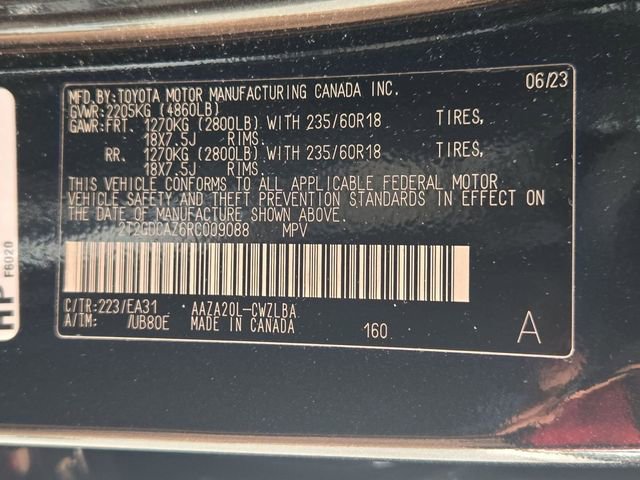 MFD.BY:TOYOTA MOTOR MANUFACTURING CANADA INC. 06/23
GVWR:2205KG (4860LB)
GAWR:FRT. 1270KG (2800LB) WITH 235/60R18 TIRES,
18X7.5J RIMS.
RR. 1270KG (2800LB) WITH 235/60R18 TIRES,
18X7.5J RIMS.
THIS VEHICLE CONFORMS TO ALL APPLICABLE FEDERAL MOTOR
VEHICLE SAFETY AND THEFT PREVENTION STANDARDS IN EFFECT ON
THE DATE OF MANUFACTURE SHOWN ABOVE.
2T2GDCAZ6RC009088 MPV
C/TR:223/EA31 AAZA20L-CWZLBA
A/TM: /UB80E MADE IN CANADA 160 A
HP
F6020